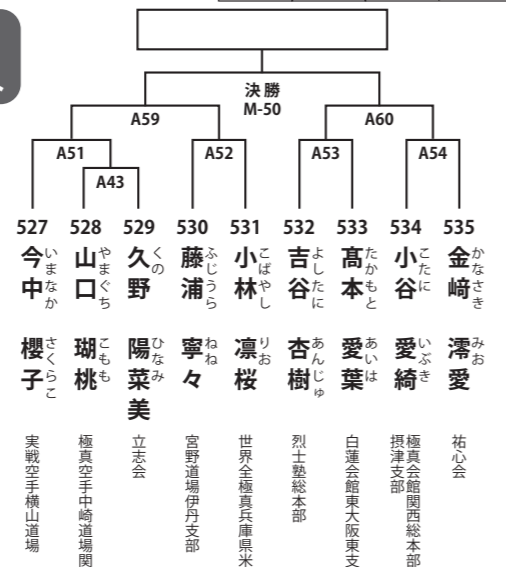 決勝
M-50
A59
A60
A51
A52
A53
A54
A43
527
528
529
530
531
532
533
534
535
今中 櫻子
いまなか さくらこ
実戦空手横山道場
山口 瑚桃
やまぐち こもも
極真空手中崎道場関
久野 陽菜美
くの ひなみ
立志会
藤浦 寧々
ふじうら ねね
宮野道場伊丹支部
小林 凛桜
こばやし りお
世界全極真兵庫県米
吉谷 杏樹
よしたに あんじゅ
烈士塾総本部
髙本 愛葉
たかもと あいは
白蓮会館東大阪東支
小谷 愛綺
こたに いぶき
極真会館関西総本部
摂津支部
金﨑 澪愛
かなさき みお
祐心会